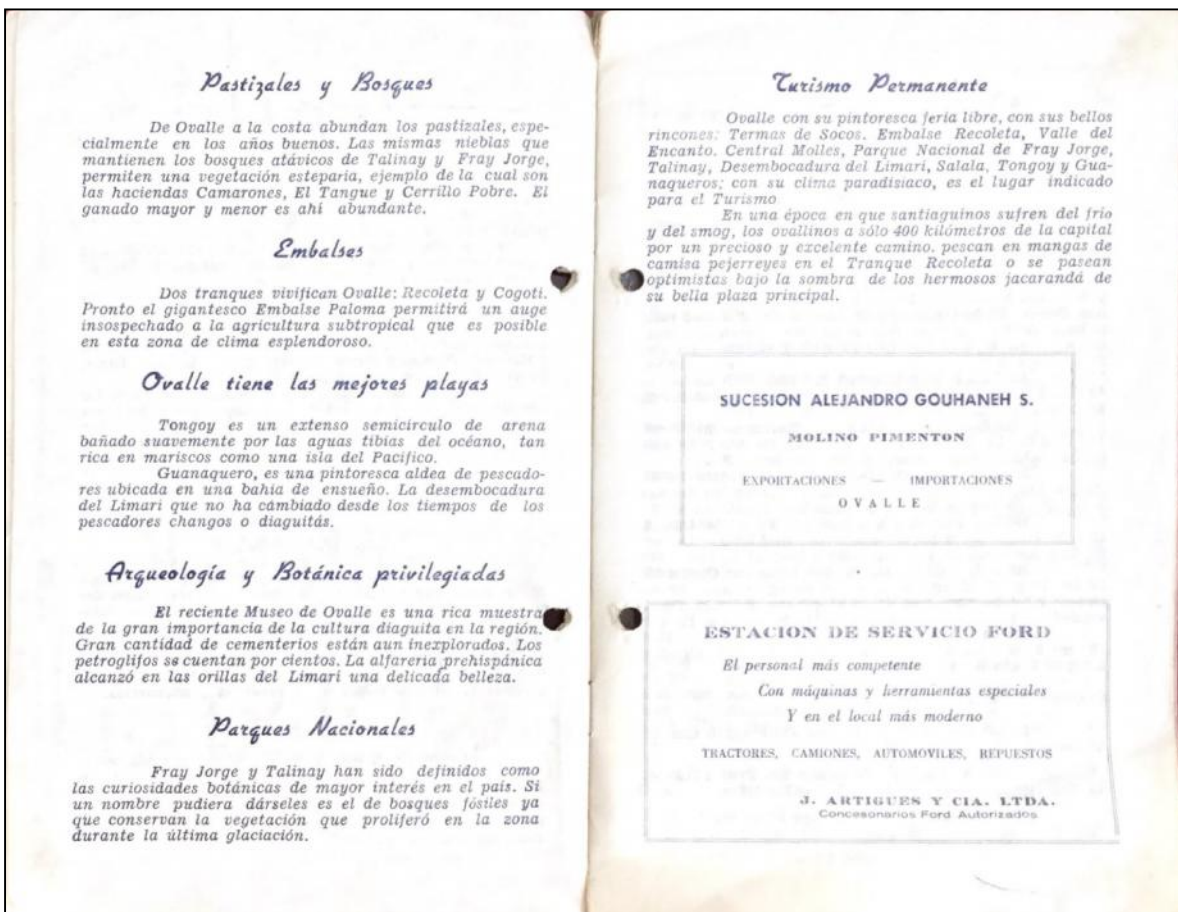 Pastizales y Bosques
De Ovalle a la costa abundan los pastizales, espe-
cialmente en los años buenos. Las mismas nieblas que
mantienen los bosques atávicos de Talinay y Fray Jorge,
permiten una vegetación esteparia, ejemplo de la cual son
las haciendas Camarones, El Tangue y Cerrillo Pobre. El
ganado mayor y menor es ahí abundante.
Embalses
Dos tranques vivifican Ovalle: Recoleta y Cogotí.
Pronto el gigantesco Embalse Paloma permitirá un auge
insospechado a la agricultura subtropical que es posible
en esta zona de clima esplendoroso.
Ovalle tiene las mejores playas
Tongoy es un extenso semicírculo de arena
bañado suavemente por las aguas tibias del océano, tan
rica en mariscos como una isla del Pacífico.
Guanaquero, es una pintoresca aldea de pescado-
res ubicada en una bahía de ensueño. La desembocadura
del Limarí que no ha cambiado desde los tiempos de los
pescadores changos o diaguitás.
Arqueología y Botánica privilegiadas
El reciente Museo de Ovalle es una rica muestra
de la gran importancia de la cultura diaguita en la región.
Gran cantidad de cementerios están aun inexplorados. Los
petroglifos se cuentan por cientos. La alfarería prehispánica
alcanzó en las orillas del Limarí una delicada belleza.
Parques Nacionales
Fray Jorge y Talinay han sido definidos como
las curiosidades botánicas de mayor interés en el país. Si
un nombre pudiera dárseles es el de bosques fósiles ya
que conservan la vegetación que proliferó en la zona
durante la última glaciación.
Turismo Permanente
Ovalle con su pintoresca feria libre, con sus bellos
rincones: Termas de Socos. Embalse Recoleta, Valle del
Encanto. Central Molles, Parque Nacional de Fray Jorge,
Talinay, Desembocadura del Limarí, Salala, Tongoy y Gua-
naqueros; con su clima paradisíaco, es el lugar indicado
para el Turismo
En una época en que santiaguinos sufren del frío
y del smog, los ovallinos a sólo 400 kilómetros de la capital
por un precioso y excelente camino. pescan en mangas de
camisa pejerreyes en el Tranque Recoleta o se pasean
optimistas bajo la sombra de los hermosos jacarandá de
su bella plaza principal.
SUCESION ALEJANDRO GOUHANEH S.
MOLINO PIMENTON
EXPORTACIONES — IMPORTACIONES
OVALLE
ESTACION DE SERVICIO FORD
El personal más competente
Con máquinas y herramientas especiales
Y en el local más moderno
TRACTORES, CAMIONES, AUTOMOVILES, REPUESTOS
J. ARTIGUES Y CIA. LTDA.
Concesonarios Ford Autorizados